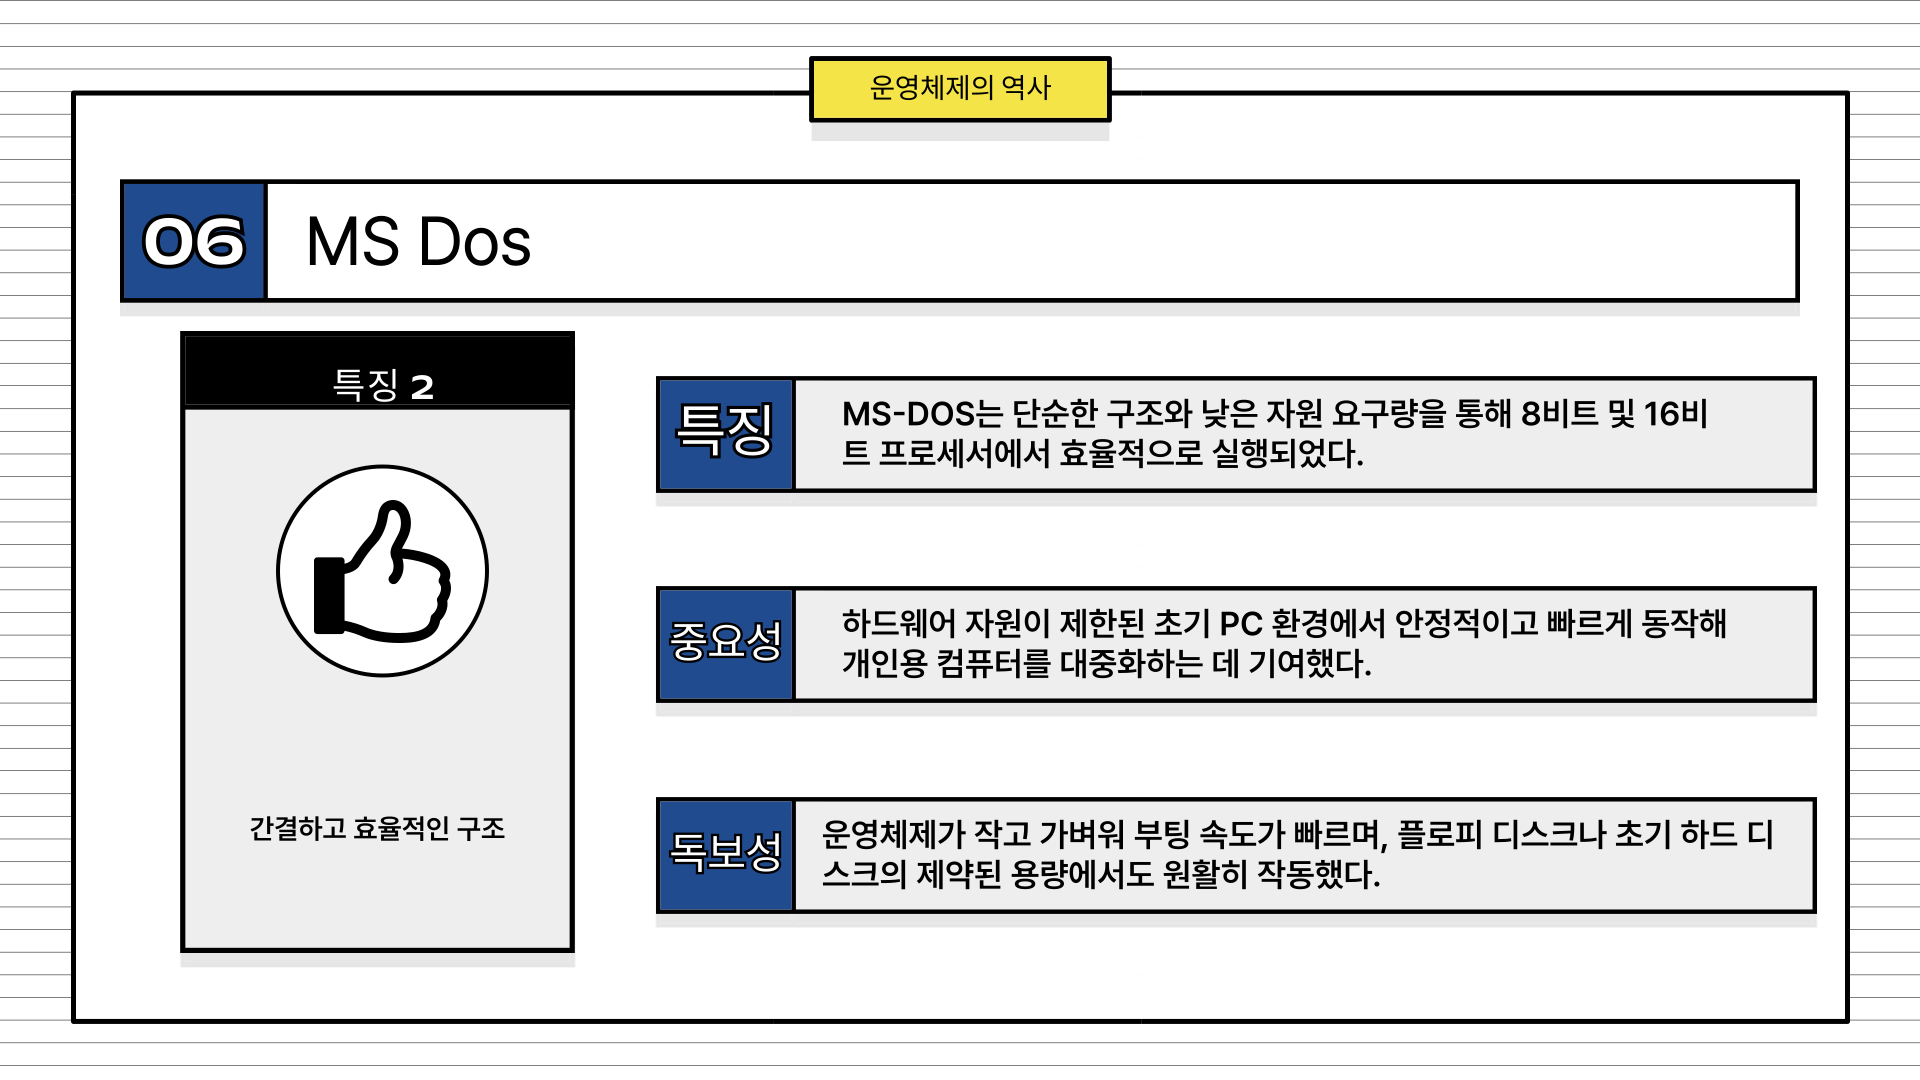 운영체제의 역사
06
MS Dos
특징 2
간결하고 효율적인 구조
특징
MS-DOS는 단순한 구조와 낮은 자원 요구량을 통해 8비트 및 16비
트 프로세서에서 효율적으로 실행되었다.
중요성
하드웨어 자원이 제한된 초기 PC 환경에서 안정적이고 빠르게 동작해
개인용 컴퓨터를 대중화하는 데 기여했다.
독보성
운영체제가 작고 가벼워 부팅 속도가 빠르며, 플로피 디스크나 초기 하드 디
스크의 제약된 용량에서도 원활히 작동했다.